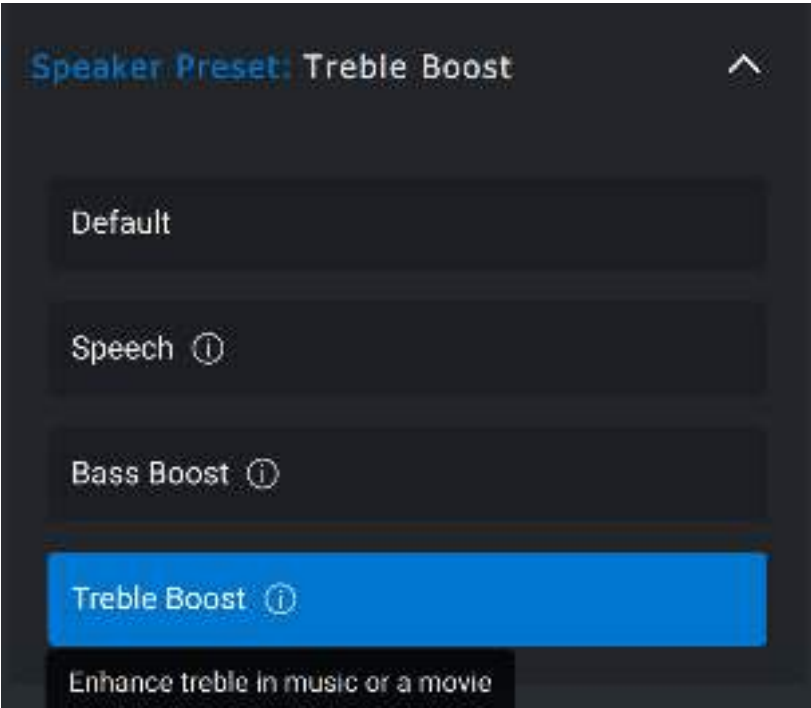 Speaker Preset: Treble Boost
Default
Speech ⓘ
Bass Boost ⓘ
Treble Boost ⓘ
Enhance treble in music or a movie